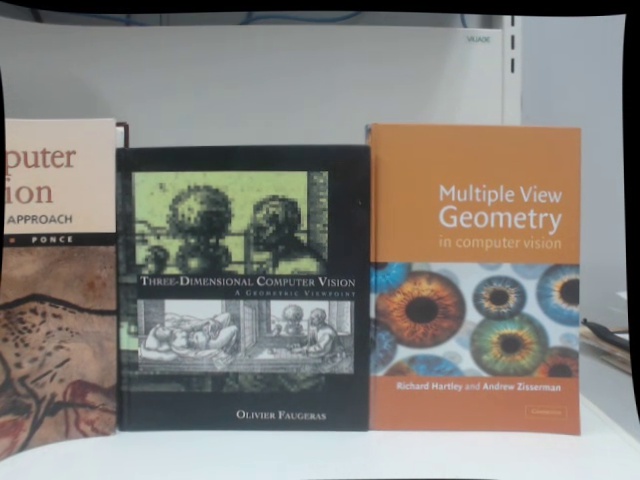 puter
ion
APPROACH
PONCE
THREE-DIMENSIONAL COMPUTER VISION
A GEOMETRIC VIEWPOINT
OLIVIER FAUGERAS
Multiple View
Geometry
in computer vision
Richard Hartley and Andrew Zisserman